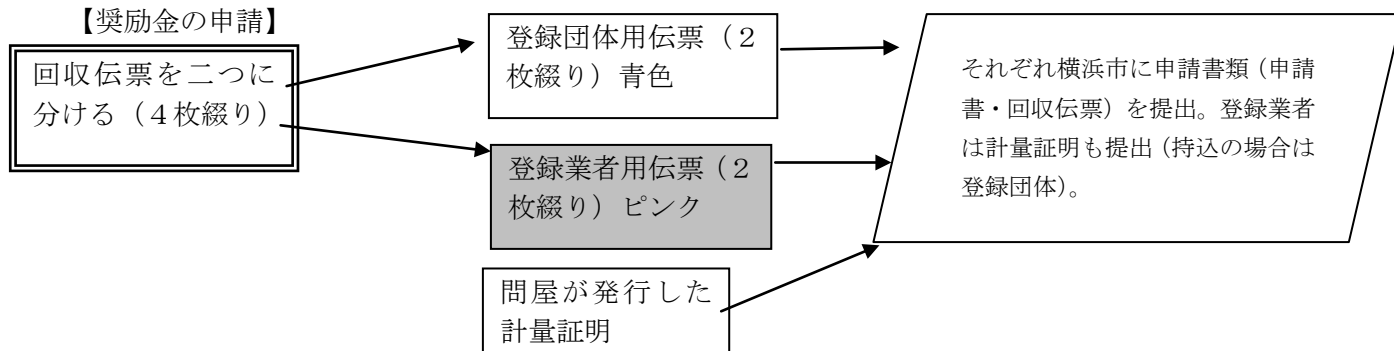 【奨励金の申請】
回収伝票を二つに
分ける（４枚綴り）
登録団体用伝票（２
枚綴り）青色
登録業者用伝票（２
枚綴り）ピンク
問屋が発行した
計量証明
それぞれ横浜市に申請書類（申請
書・回収伝票）を提出。登録業者
は計量証明も提出（持込の場合は
登録団体）。